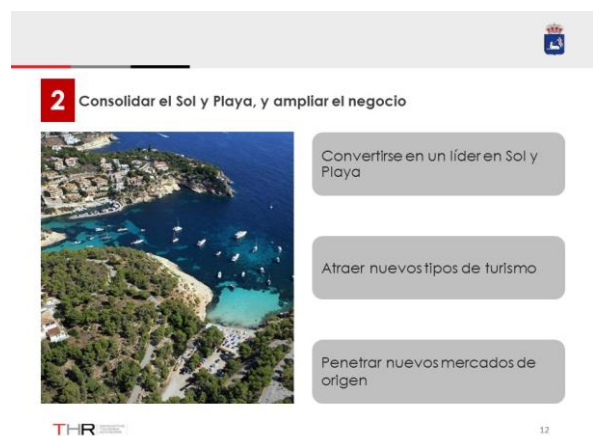 2 Consolidar el Sol y Playa, y ampliar el negocio
Convertirse en un líder en Sol y
Playa
Atraer nuevos tipos de turismo
Penetrar nuevos mercados de
origen
THR
12